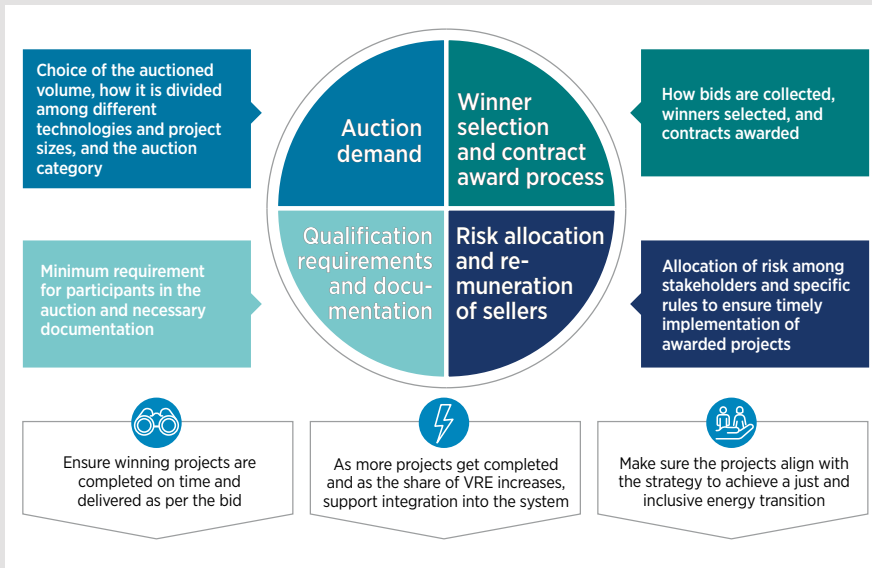 Choice of the auctioned
volume, how it is divided
among different
technologies and project
sizes, and the auction
category
Auction
demand
Winner
selection
and contract
award process
How bids are collected,
winners selected, and
contracts awarded
Minimum requirement
for participants in the
auction and necessary
documentation
Qualification
requirements
and docu-
mentation
Risk allocation
and re-
muneration
of sellers
Allocation of risk among
stakeholders and specific
rules to ensure timely
implementation of
awarded projects
Ensure winning projects are
completed on time and
delivered as per the bid
As more projects get completed
and as the share of VRE increases,
support integration into the system
Make sure the projects align with
the strategy to achieve a just and
inclusive energy transition